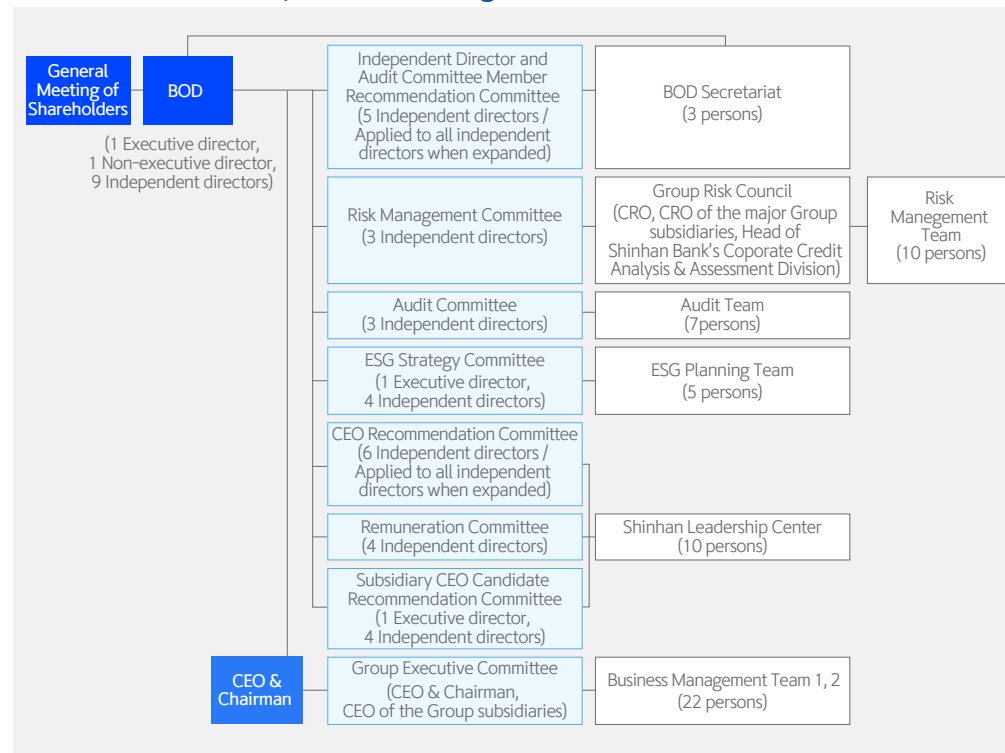 General
Meeting of
Shareholders
BOD
(1 Executive director,
1 Non-executive director,
9 Independent directors)
Independent Director and
Audit Committee Member
Recommendation Committee
(5 Independent directors /
Applied to all independent
directors when expanded)
BOD Secretariat
(3 persons)
Risk Management Committee
(3 Independent directors)
Group Risk Council
(CRO, CRO of the major Group
subsidiaries, Head of
Shinhan Bank's Coporate Credit
Analysis & Assessment Division)
Risk
Manegement
Team
(10 persons)
Audit Committee
(3 Independent directors)
Audit Team
(7persons)
ESG Strategy Committee
(1 Executive director,
4 Independent directors)
ESG Planning Team
(5 persons)
CEO Recommendation Committee
(6 Independent directors /
Applied to all independent
directors when expanded)
Remuneration Committee
(4 Independent directors)
Shinhan Leadership Center
(10 persons)
Subsidiary CEO Candidate
Recommendation Committee
(1 Executive director,
4 Independent directors)
CEO &
Chairman
Group Executive Committee
(CEO & Chairman,
CEO of the Group subsidiaries)
Business Management Team 1, 2
(22 persons)